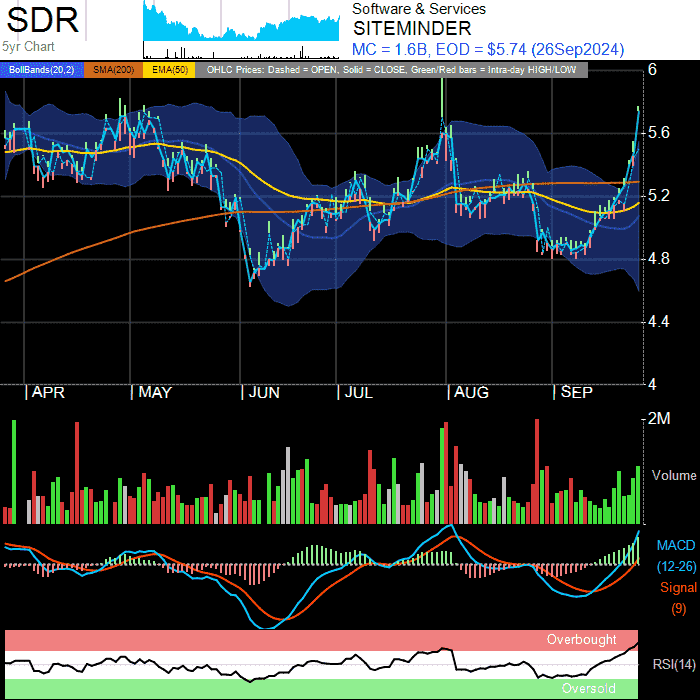 SDR
5yr Chart
Software & Services
SITEMINDER
MC = 1.6B, EOD = $5.74 (26Sep2024)
BollBands(20,2) SMA(200) EMA(50) OHLC Prices: Dashed = OPEN, Solid = CLOSE, Green/Red bars = Intra-day HIGH/LOW
6
5.6
5.2
4.8
4.4
4
APR MAY JUN JUL AUG SEP
2M
Volume
MACD
(12-26)
Signal
(9)
Overbought
RSI(14)
Oversold